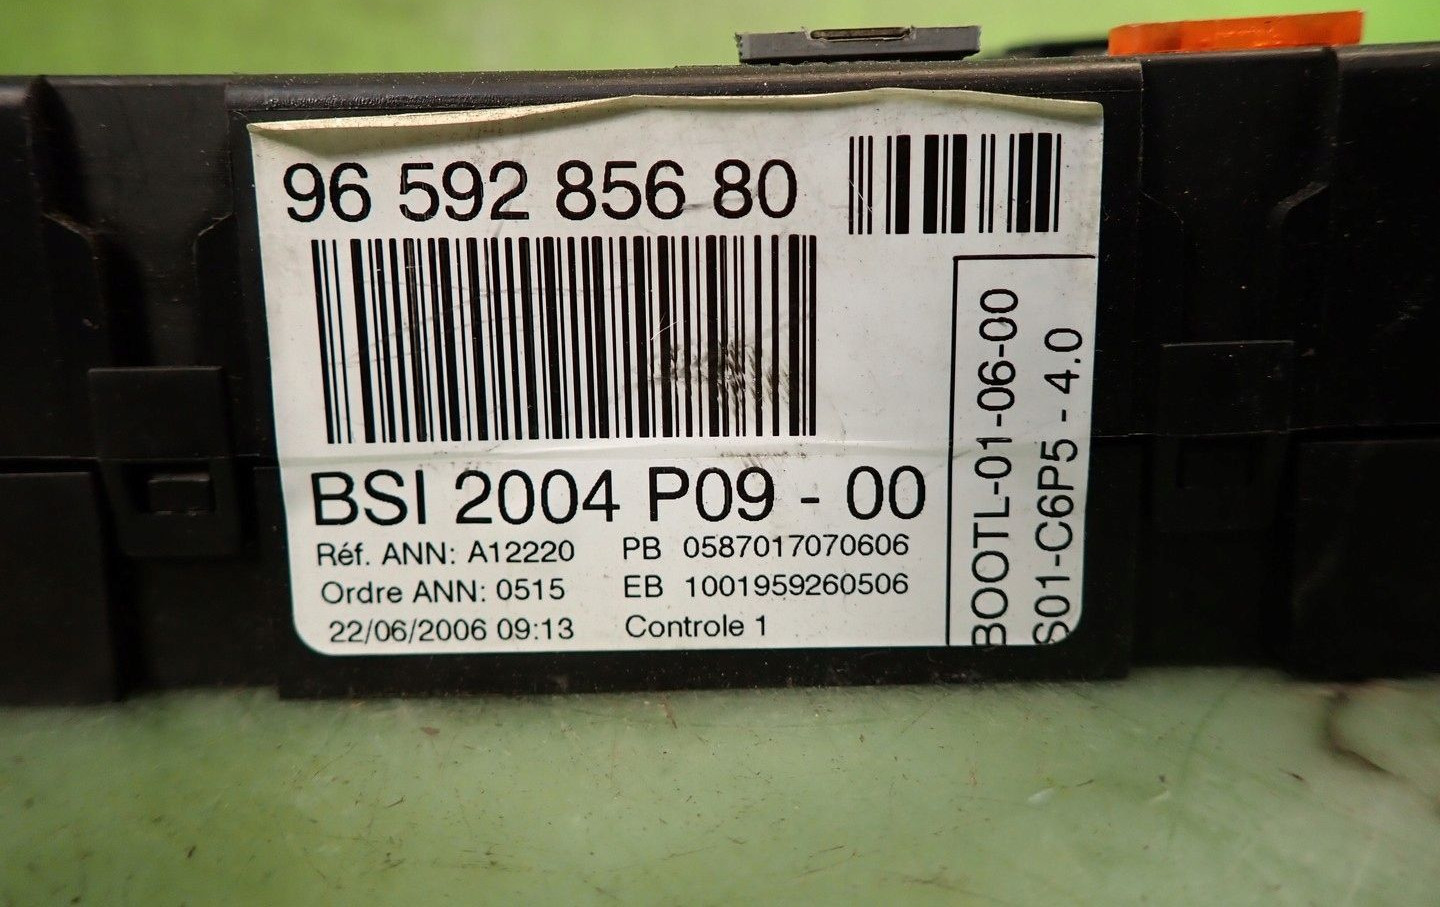 96 592 856 80
BSI 2004 P09 - 00
Réf. ANN: A12220 PB 0587017070606
Ordre ANN: 0515 EB 1001959260506
22/06/2006 09:13 Controle 1
BOOTL-01-06-00
S01-C6P5 - 4.0